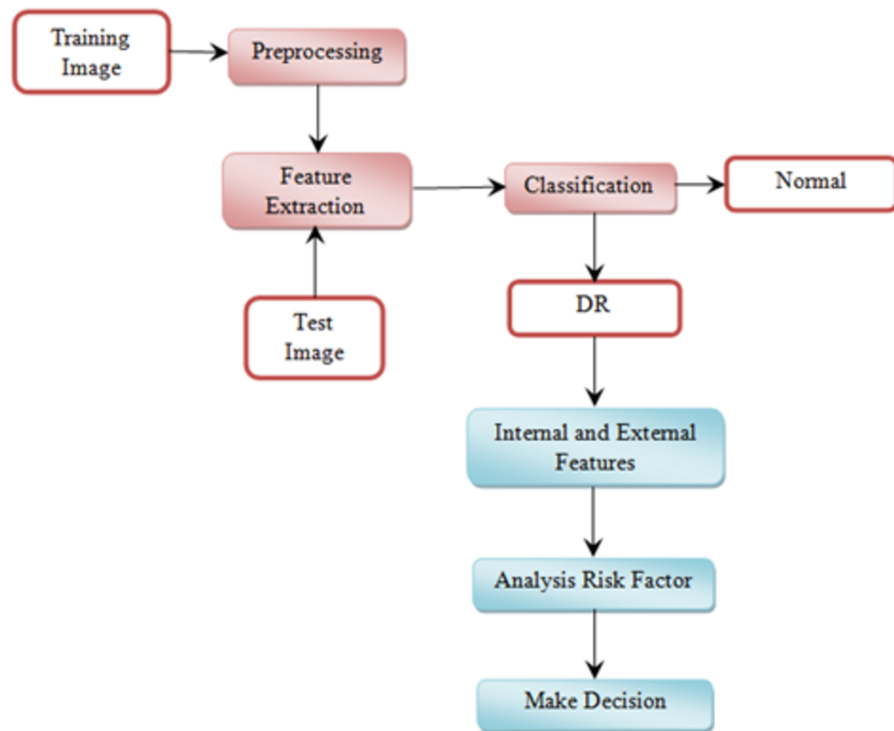 Training
Image
Preprocessing
Feature
Extraction
Classification
Normal
Test
Image
DR
Internal and External
Features
Analysis Risk Factor
Make Decision